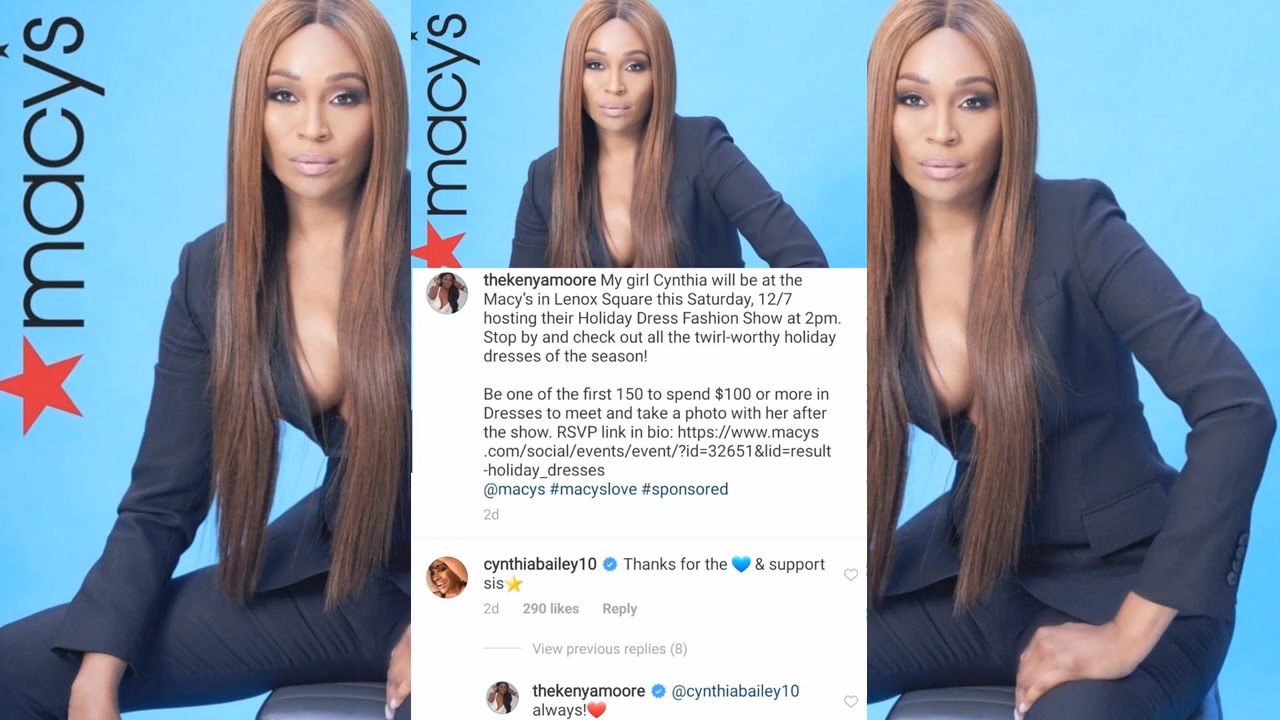 macys
macys
thekenyamoore My girl Cynthia will be at the
Macy’s in Lenox Square this Saturday, 12/7
hosting their Holiday Dress Fashion Show at 2pm.
Stop by and check out all the twirl-worthy holiday
dresses of the season!
Be one of the first 150 to spend $100 or more in
Dresses to meet and take a photo with her after
the show. RSVP link in bio: https://www.macys
.com/social/events/event/?id=32651&lid=result
-holiday_dresses
@macys #macyslove #sponsored
2d
cynthiabailey10 Thanks for the 💙 & support
sis⭐
2d 290 likes Reply
View previous replies (8)
thekenyamoore @cynthiabailey10
always!❤️